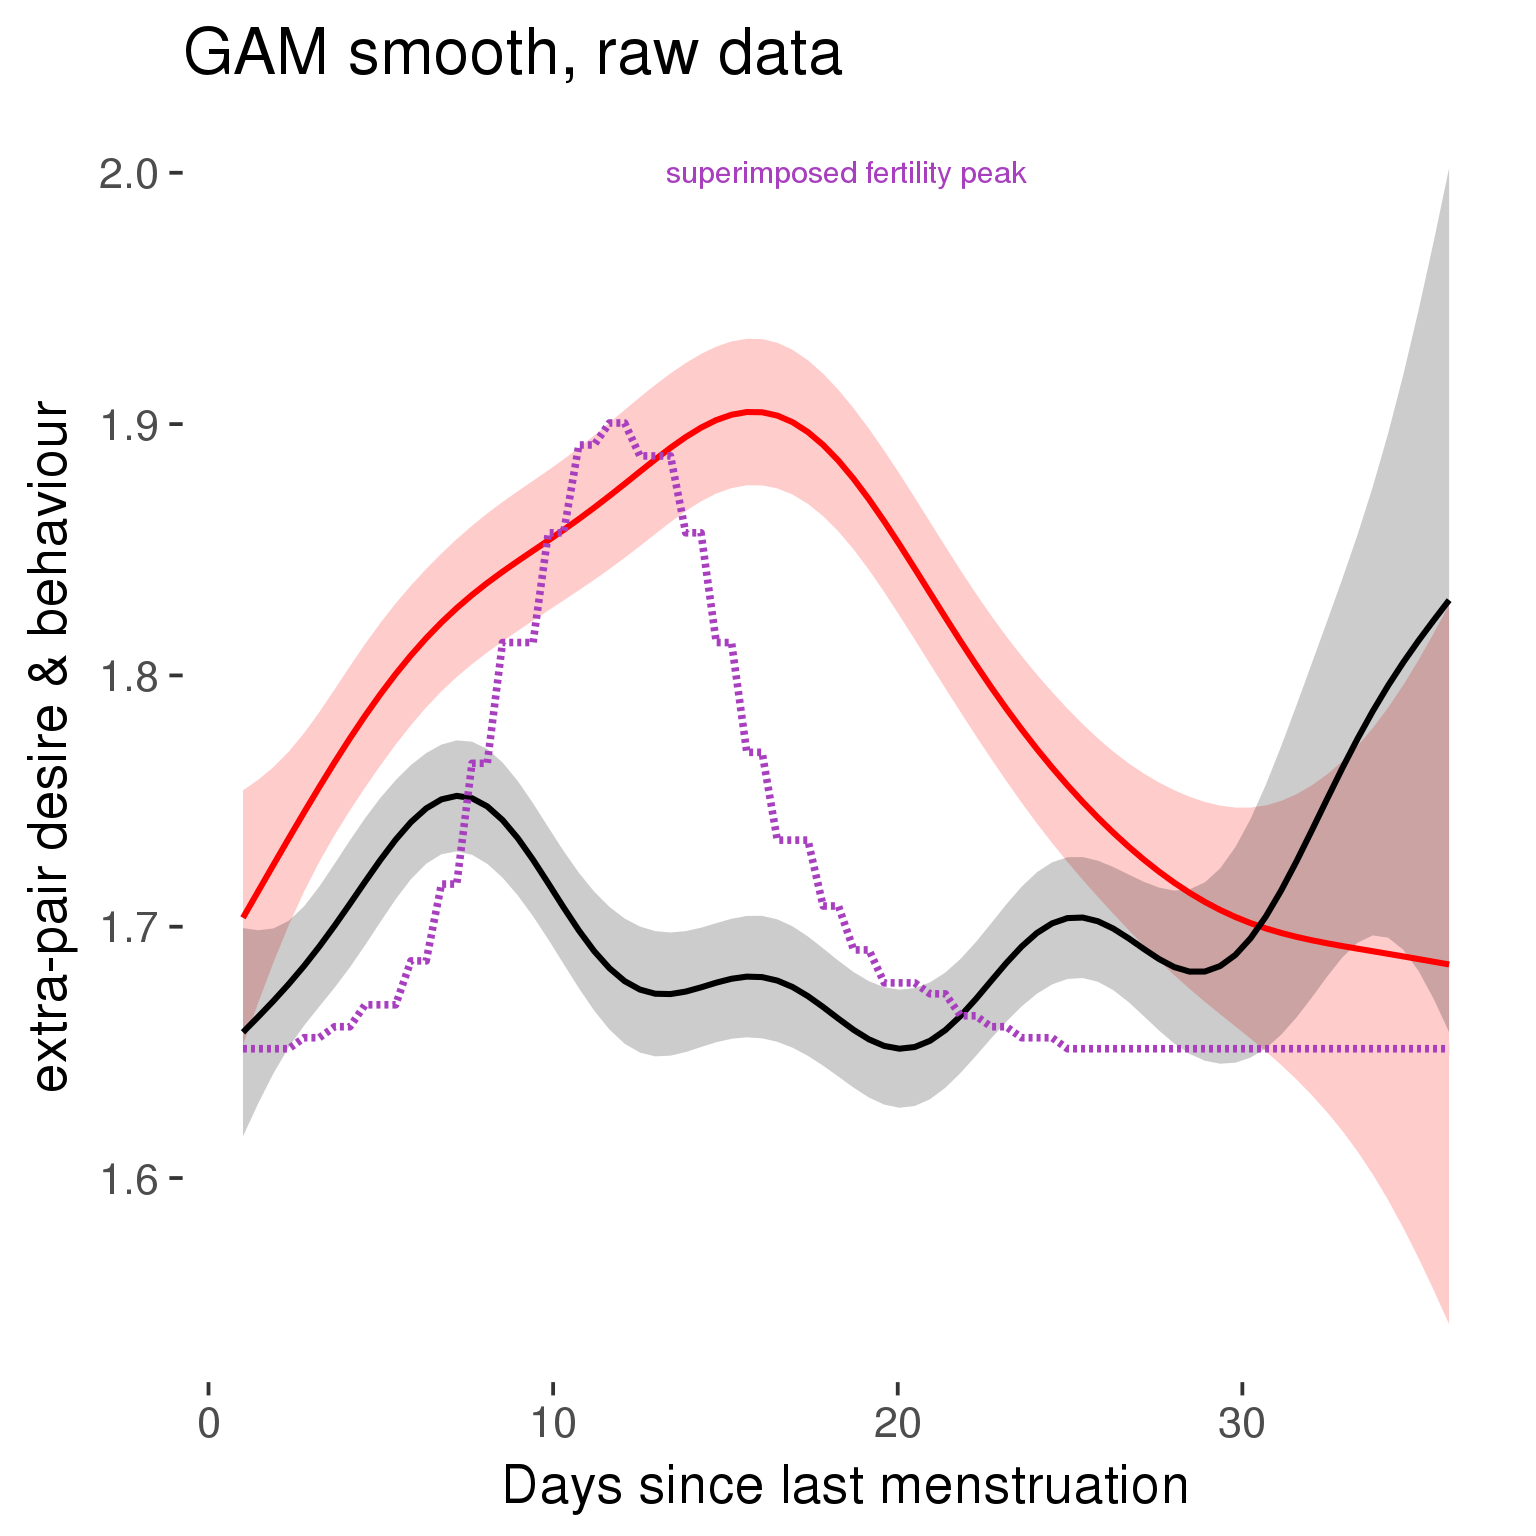 GAM smooth, raw data
superimposed fertility peak
2.0
1.9
1.8
1.7
1.6
extra-pair desire & behaviour
0 10 20 30
Days since last menstruation